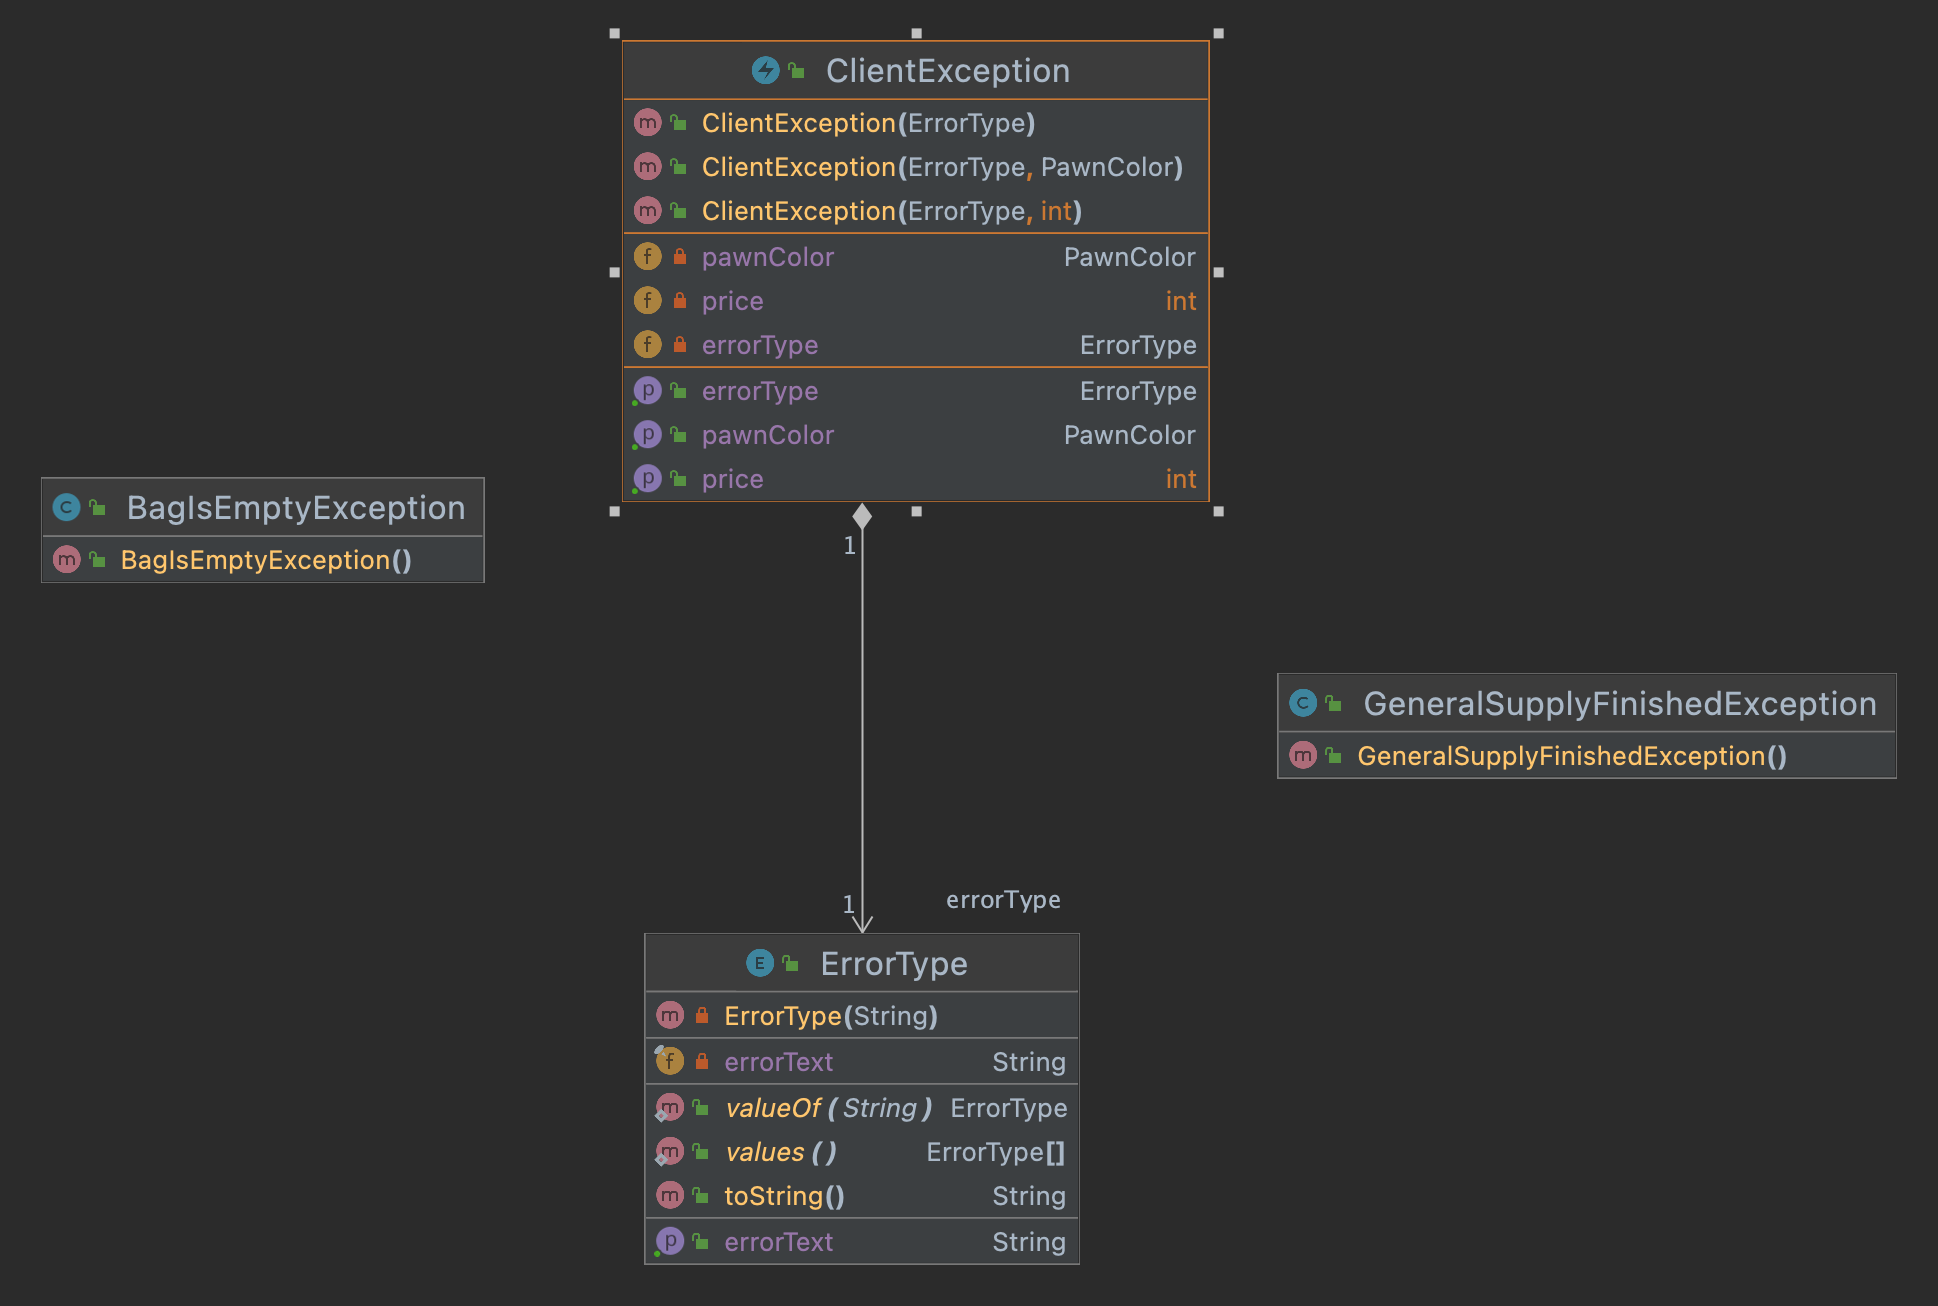 ClientException
ClientException(ErrorType)
ClientException(ErrorType, PawnColor)
ClientException(ErrorType, int)
pawnColor PawnColor
price int
errorType ErrorType
errorType ErrorType
pawnColor PawnColor
price int
BagIsEmptyException
BagIsEmptyException()
1
GeneralSupplyFinishedException
GeneralSupplyFinishedException()
1 errorType
ErrorType
ErrorType(String)
errorText String
valueOf(String) ErrorType
values() ErrorType[]
toString() String
errorText String